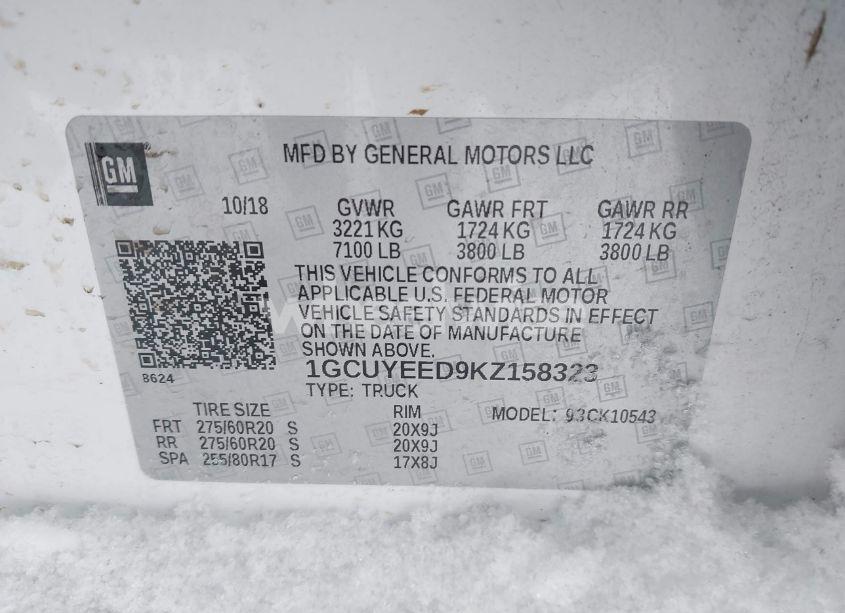 GM
MFD BY GENERAL MOTORS LLC
10/18 GVWR GAWR FRT GAWR RR
3221 KG 1724 KG 1724 KG
7100 LB 3800 LB 3800 LB
THIS VEHICLE CONFORMS TO ALL
APPLICABLE U.S. FEDERAL MOTOR
VEHICLE SAFETY STANDARDS IN EFFECT
ON THE DATE OF MANUFACTURE
SHOWN ABOVE.
8624
1GCUYEED9KZ158323
TYPE: TRUCK
TIRE SIZE RIM MODEL: 93CK10543
FRT 275/60R20 S 20X9J
RR 275/60R20 S 20X9J
SPA 255/80R17 S 17X8J